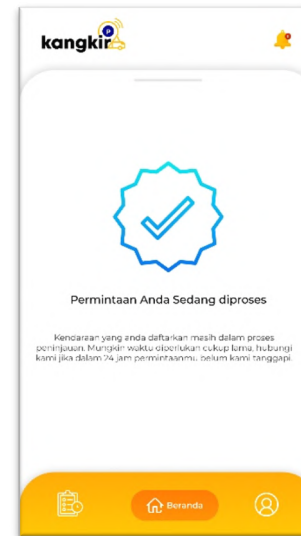 P
kangkir
Permintaan Anda Sedang diproses
Kendaraan yang anda daftarkan masih dalam proses
peninjauan. Mungkin waktu diperlukan cukup lama, hubungi
kami jika dalam 24 jam permintaanmu belum kami tanggapi.
Beranda